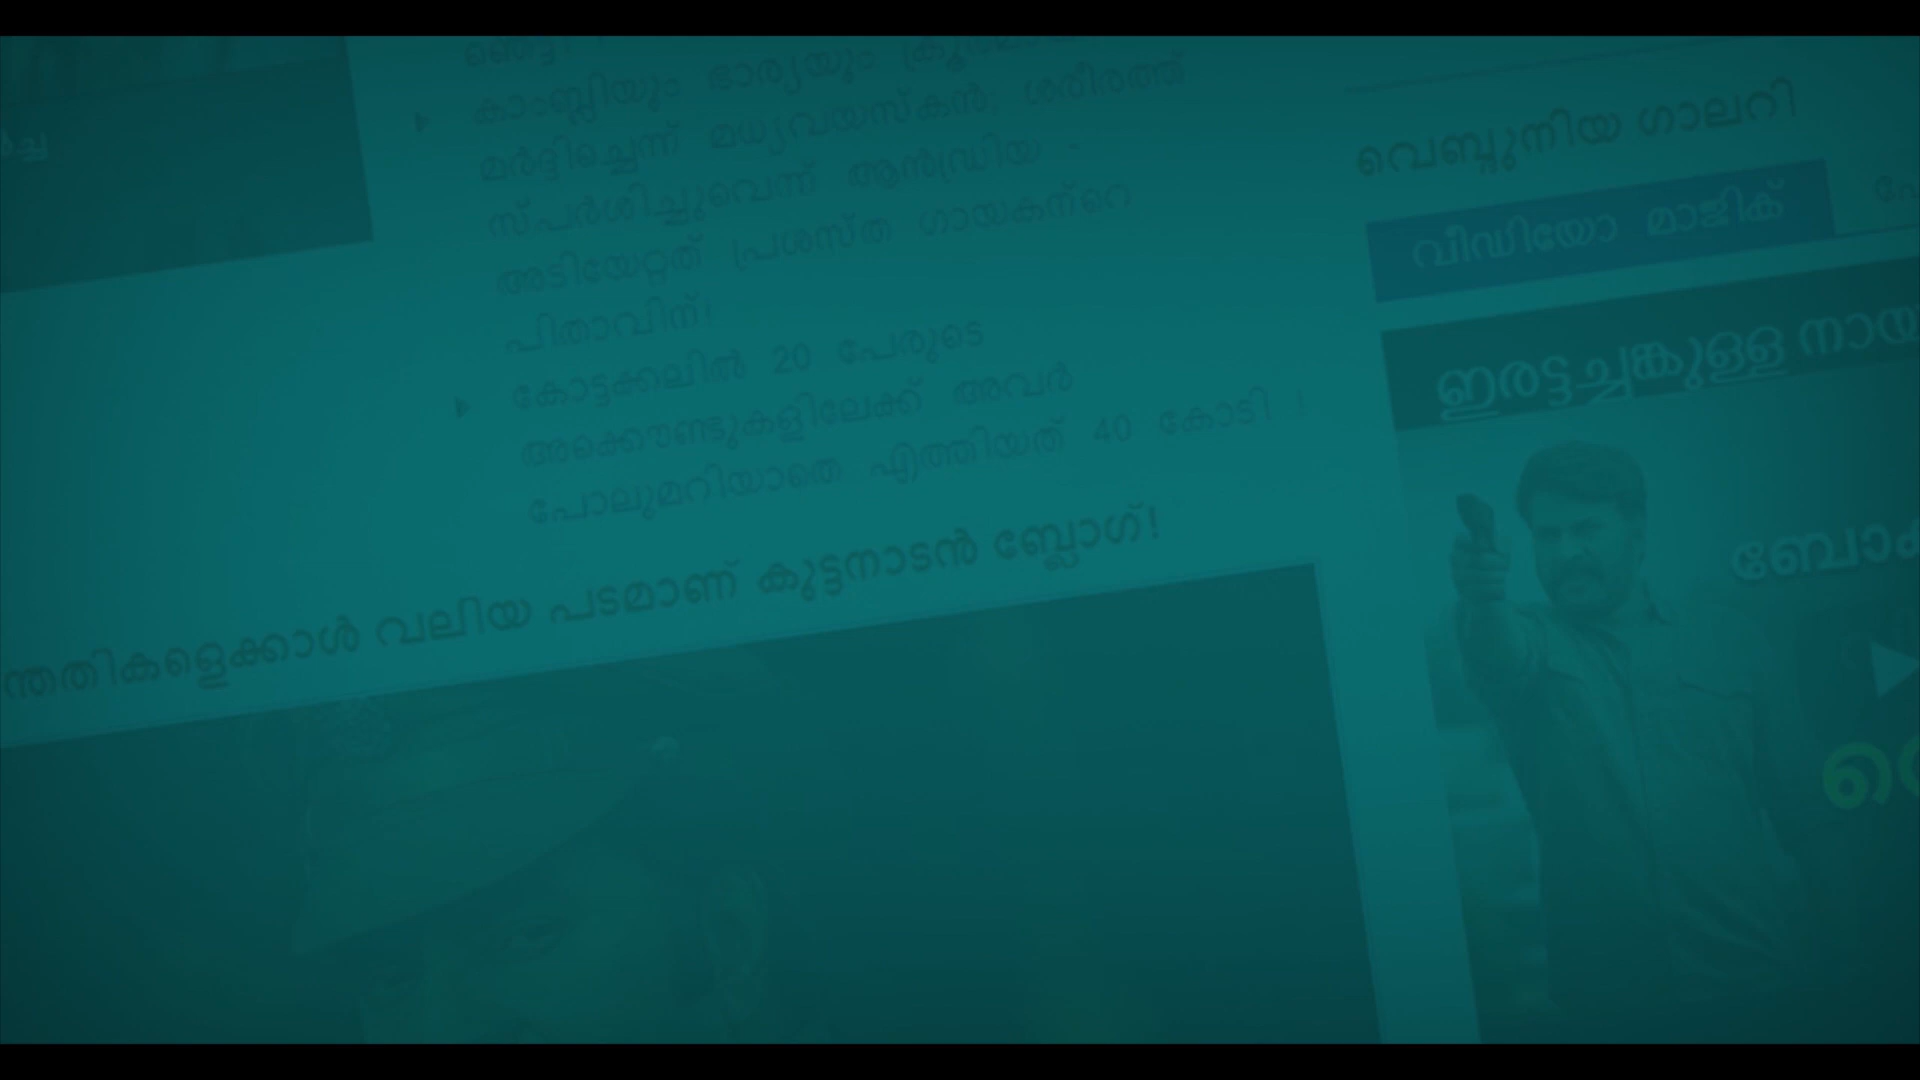 ർച്ച
കാംബ്ലിയും ഭാര്യയും
മർദ്ദിച്ചെന്ന് മധ്യവയസ്കൻ; ശരീരത്ത്
സ്പർശിച്ചുവെന്ന് ആൻഡ്രിയ -
അടിയേറ്റത് പ്രശസ്ത ഗായകന്റെ
പിതാവിന്!
കോട്ടക്കലിൽ 20 പേരുടെ
അക്കൌണ്ടുകളിലേക്ക് അവർ
പോലുമറിയാതെ എത്തിയത് 40 കോടി !
ന്തതികളെക്കാൾ വലിയ പടമാണ് കുട്ടനാടൻ ബ്ലോഗ്!
വെബ്ദുനിയ ഗാലറി
വീഡിയോ മാജിക്
ഇരട്ടച്ചങ്കുള്ള നായ
ബോക